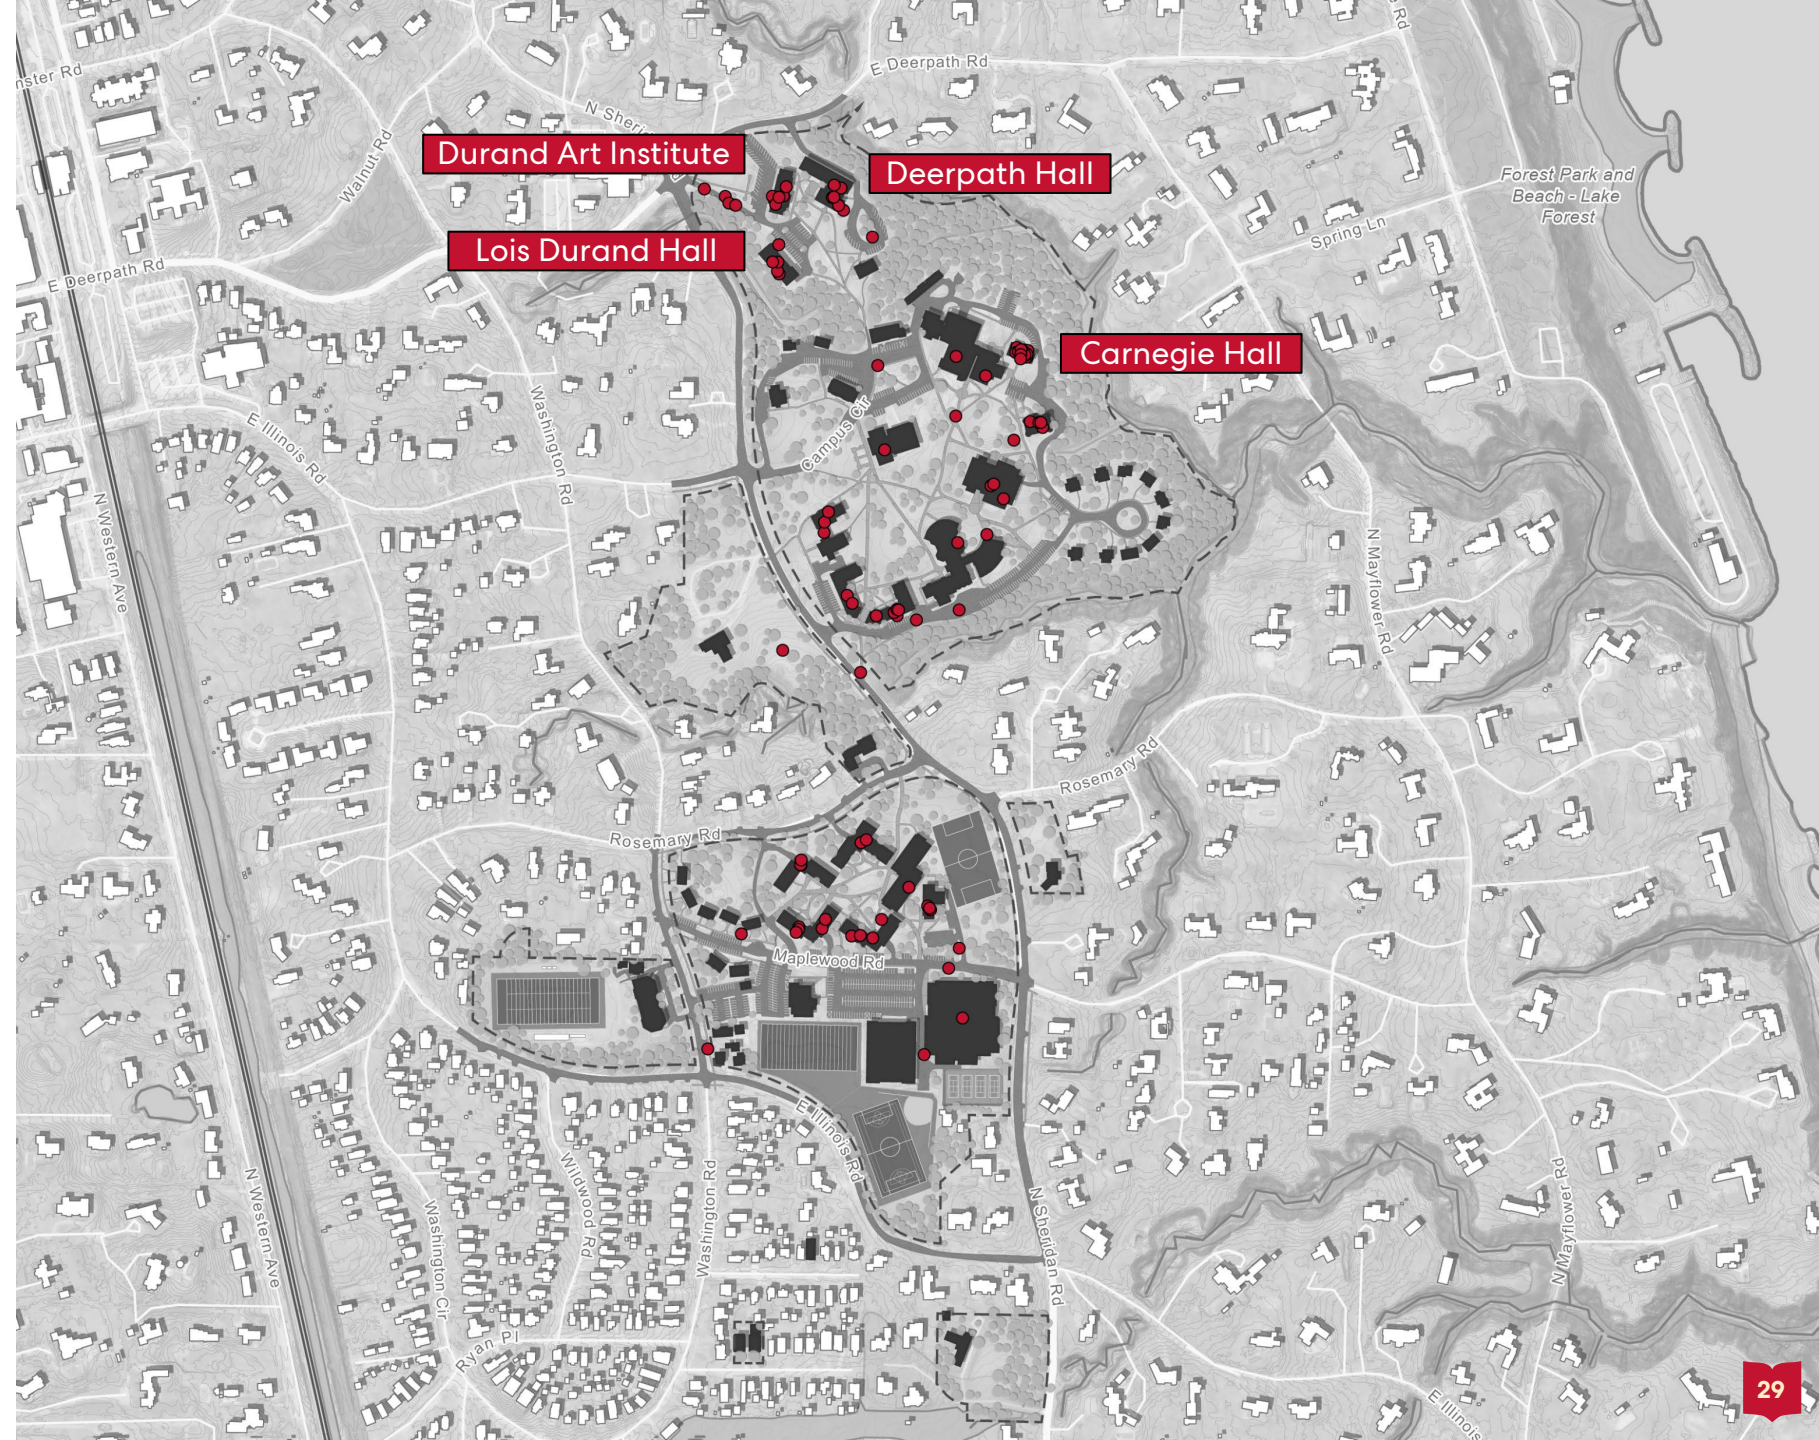 E Deerpath Rd
N Sheri
Walnut Rd
Durand Art Institute
Deerpath Hall
Forest Park and
Beach - Lake
Forest
Spring Ln
Lois Durand Hall
E Deerpath Rd
Carnegie Hall
Campus Cir
E Illinois Rd
Washington Rd
N Western Ave
N Mayflower Rd
Rosemary Rd
Rosemary Rd
Maplewood Rd
E Illinois Rd
Wildwood Rd
Washington Rd
N Western Ave
Washington Cir
N Sheridan Rd
N Mayflower Rd
Ryan Pl
E Illinois
29